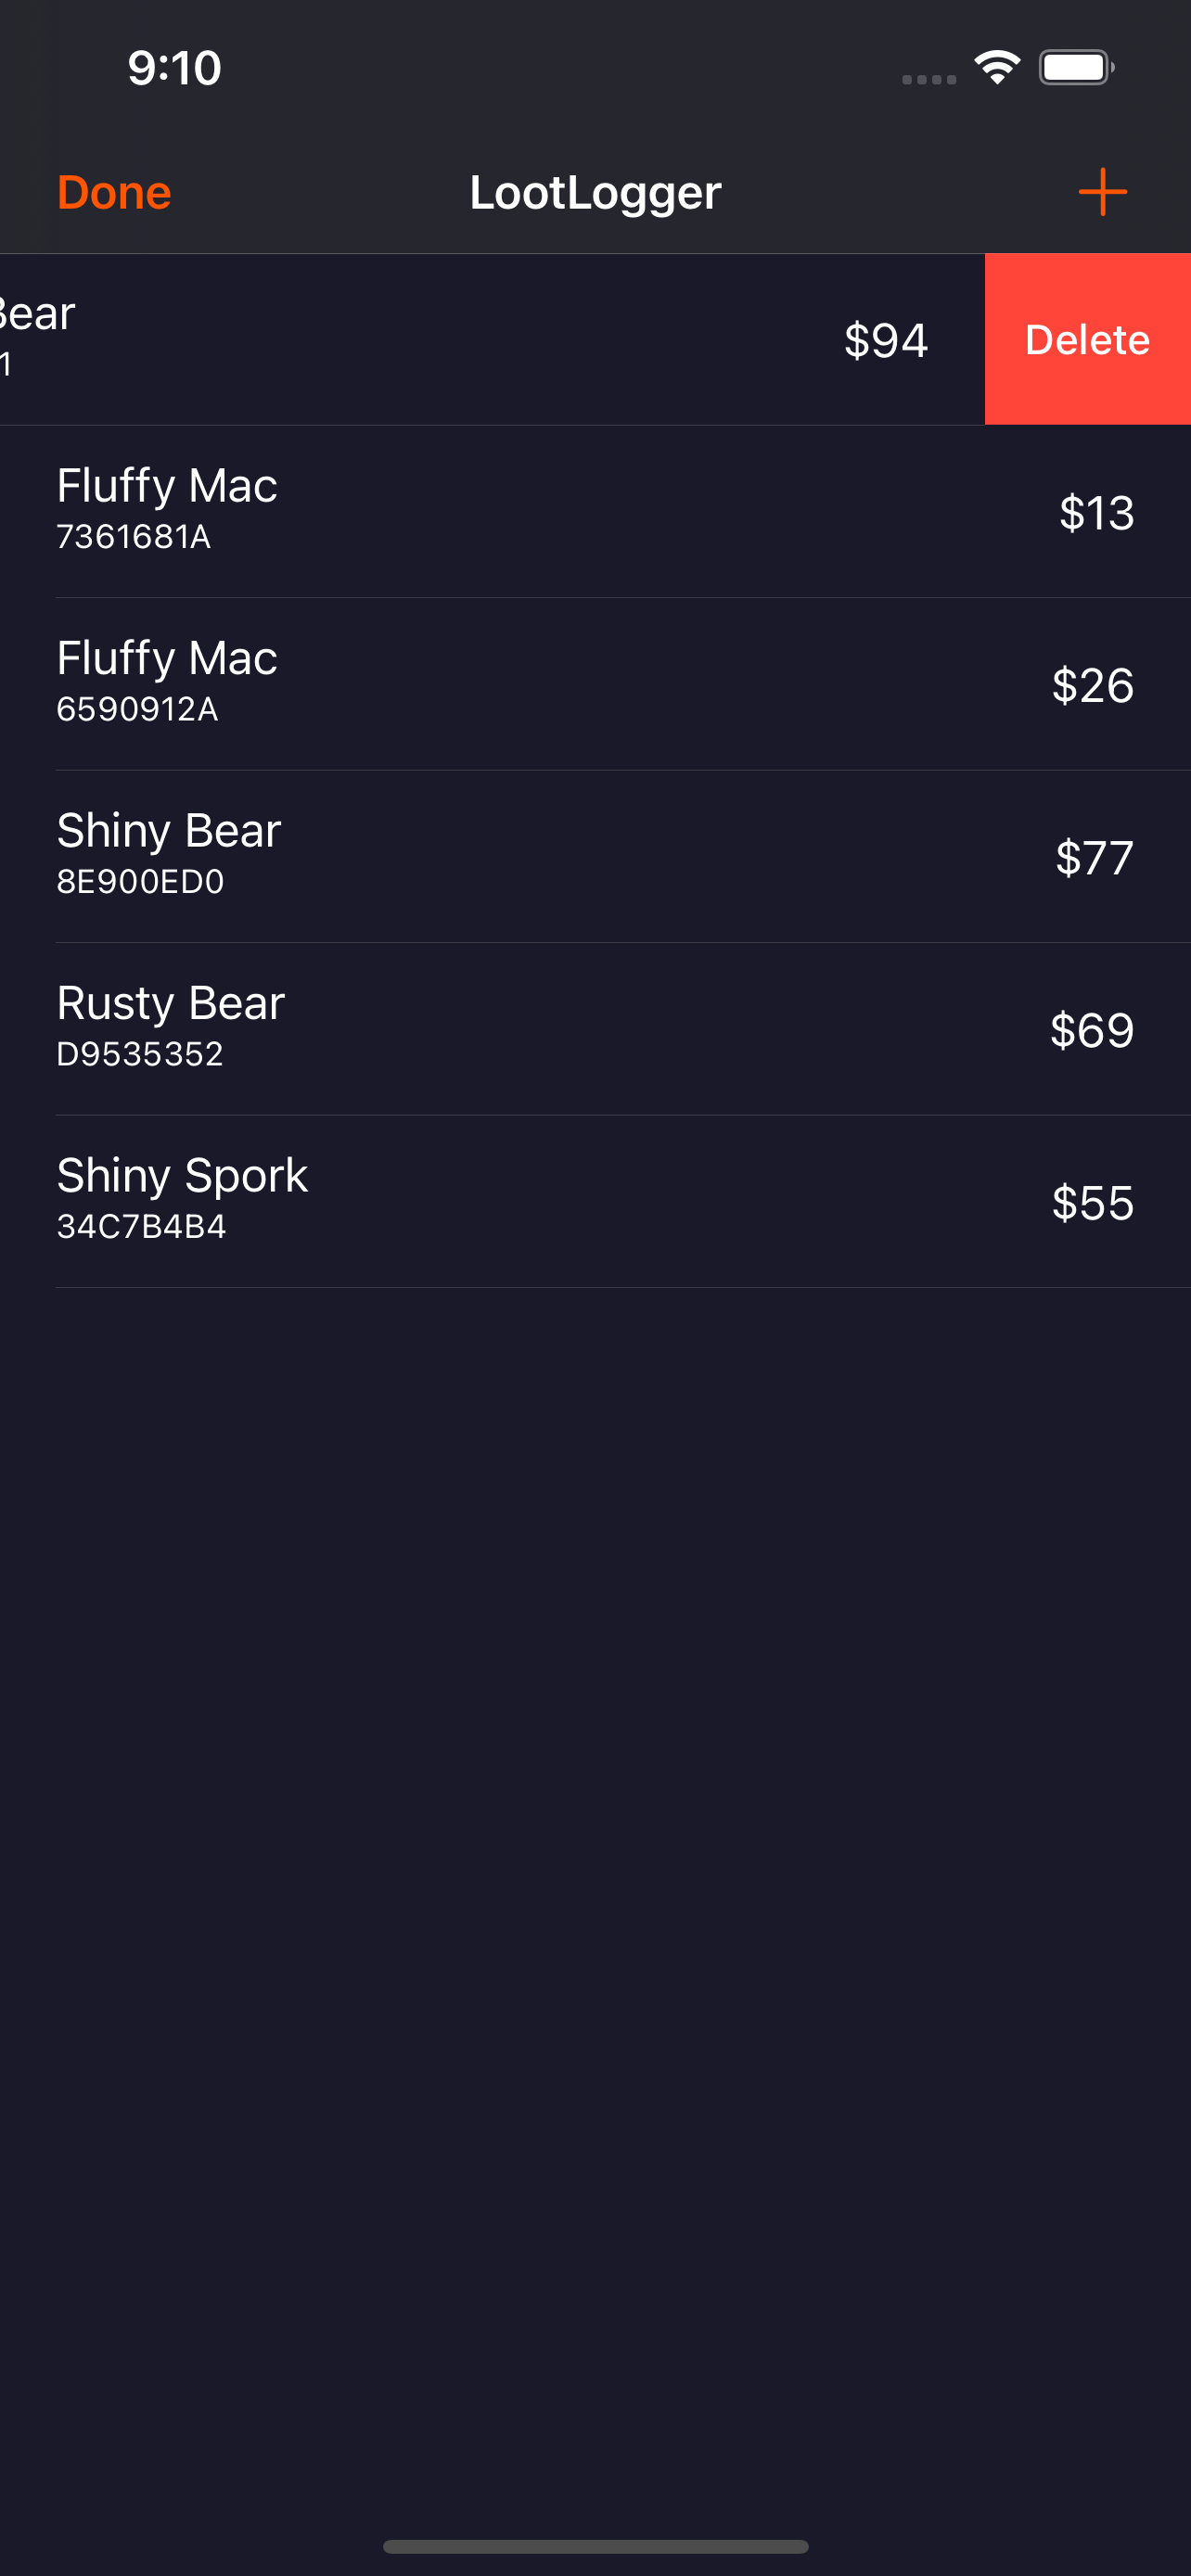 9:10
Done LootLogger +
Bear $94 Delete
1
Fluffy Mac $13
7361681A
Fluffy Mac $26
6590912A
Shiny Bear $77
8E900ED0
Rusty Bear $69
D9535352
Shiny Spork $55
34C7B4B4